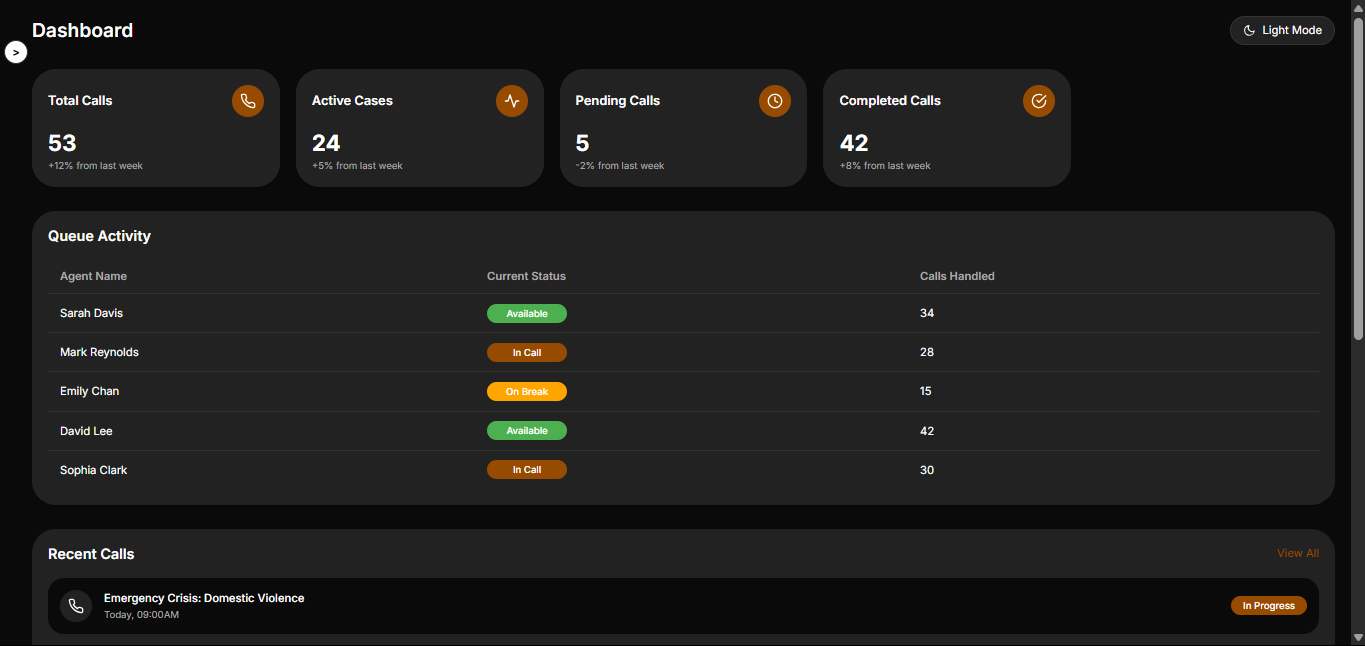 Dashboard
Light Mode
>
Total Calls
53
+12% from last week
Active Cases
24
+5% from last week
Pending Calls
5
-2% from last week
Completed Calls
42
+8% from last week
Queue Activity
Agent Name Current Status Calls Handled
Sarah Davis Available 34
Mark Reynolds In Call 28
Emily Chan On Break 15
David Lee Available 42
Sophia Clark In Call 30
Recent Calls View All
Emergency Crisis: Domestic Violence
Today, 09:00AM
In Progress